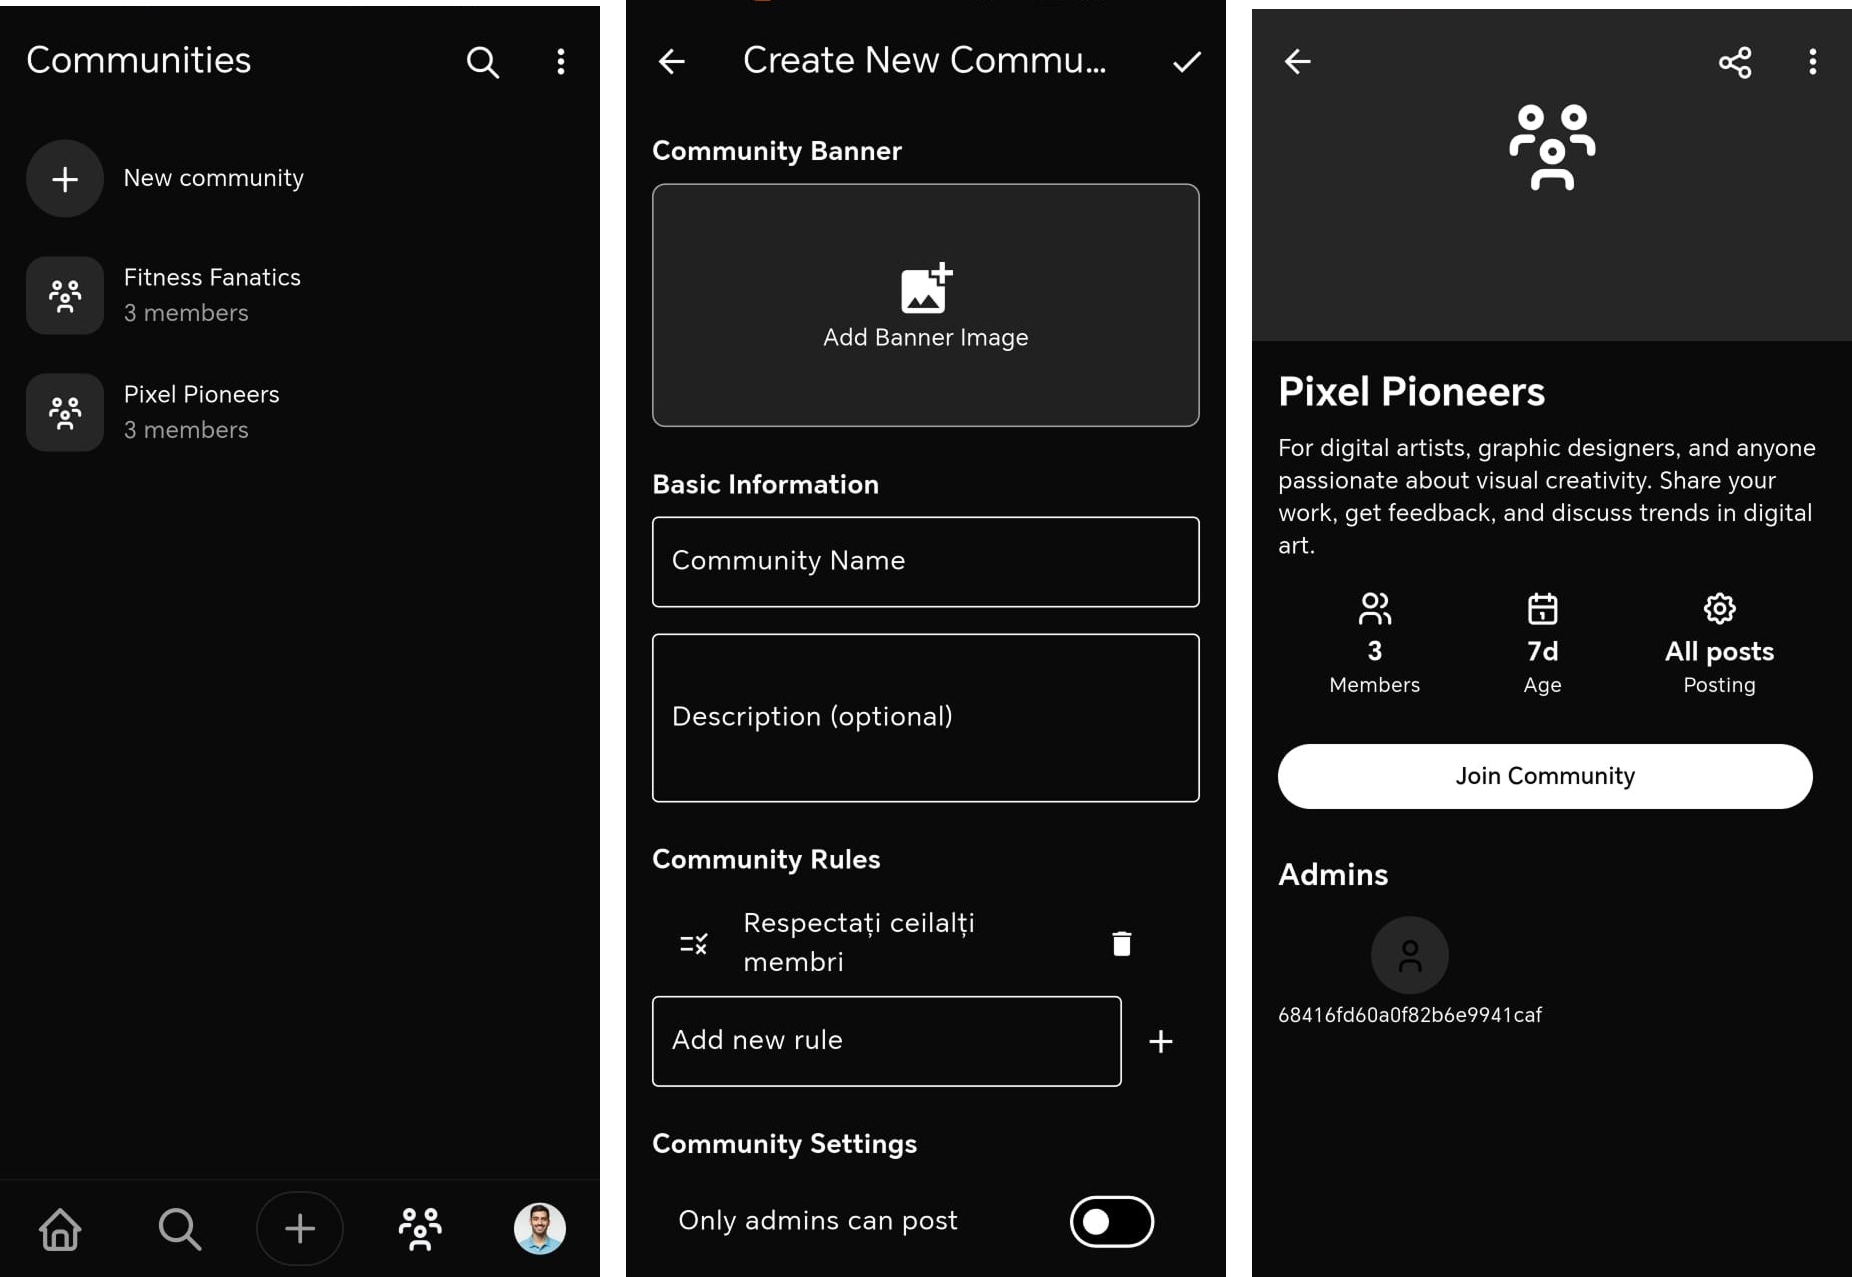 Communities
New community
Fitness Fanatics
3 members
Pixel Pioneers
3 members
Create New Commu...
Community Banner
Add Banner Image
Basic Information
Community Name
Description (optional)
Community Rules
Respectați ceilalți
membri
Add new rule
Community Settings
Only admins can post
Pixel Pioneers
For digital artists, graphic designers, and anyone
passionate about visual creativity. Share your
work, get feedback, and discuss trends in digital
art.
3
Members
7d
Age
All posts
Posting
Join Community
Admins
68416fd60a0f82b6e9941caf